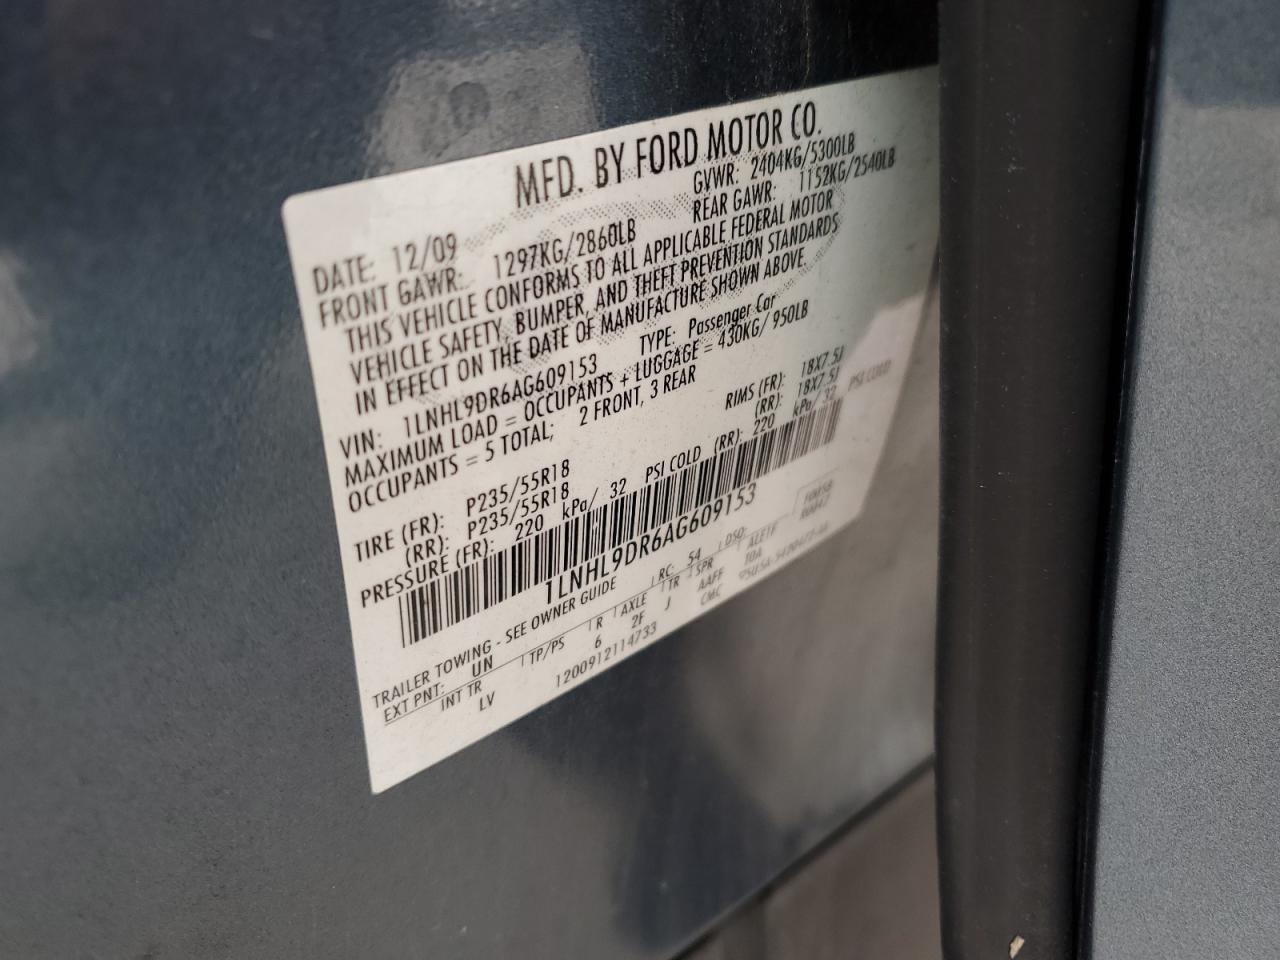 MFD. BY FORD MOTOR CO.
DATE: 12/09 GVWR: 2404KG/5300LB
FRONT GAWR: 1297KG/2860LB REAR GAWR: 1152KG/2540LB
THIS VEHICLE CONFORMS TO ALL APPLICABLE FEDERAL MOTOR
VEHICLE SAFETY, BUMPER, AND THEFT PREVENTION STANDARDS
IN EFFECT ON THE DATE OF MANUFACTURE SHOWN ABOVE.
VIN: 1LNHL9DR6AG609153 TYPE: Passenger Car
MAXIMUM LOAD = OCCUPANTS + LUGGAGE = 430KG/ 950LB
OCCUPANTS = 5 TOTAL; 2 FRONT, 3 REAR
TIRE (FR): P235/55R18 RIMS (FR): 18X7.5J
(RR): P235/55R18 (RR): 18X7.5J
PRESSURE (FR): 220 kPa/ 32 PSI COLD (RR): 220 kPa/ 32 PSI COLD
1LNHL9DR6AG609153
TRAILER TOWING - SEE OWNER GUIDE
EXT PNT: UN RC: 54 DSO:
INT TR TP/PS R AXLE TR SPR
LV 6 2F J AAFF
1200912114733 CMC